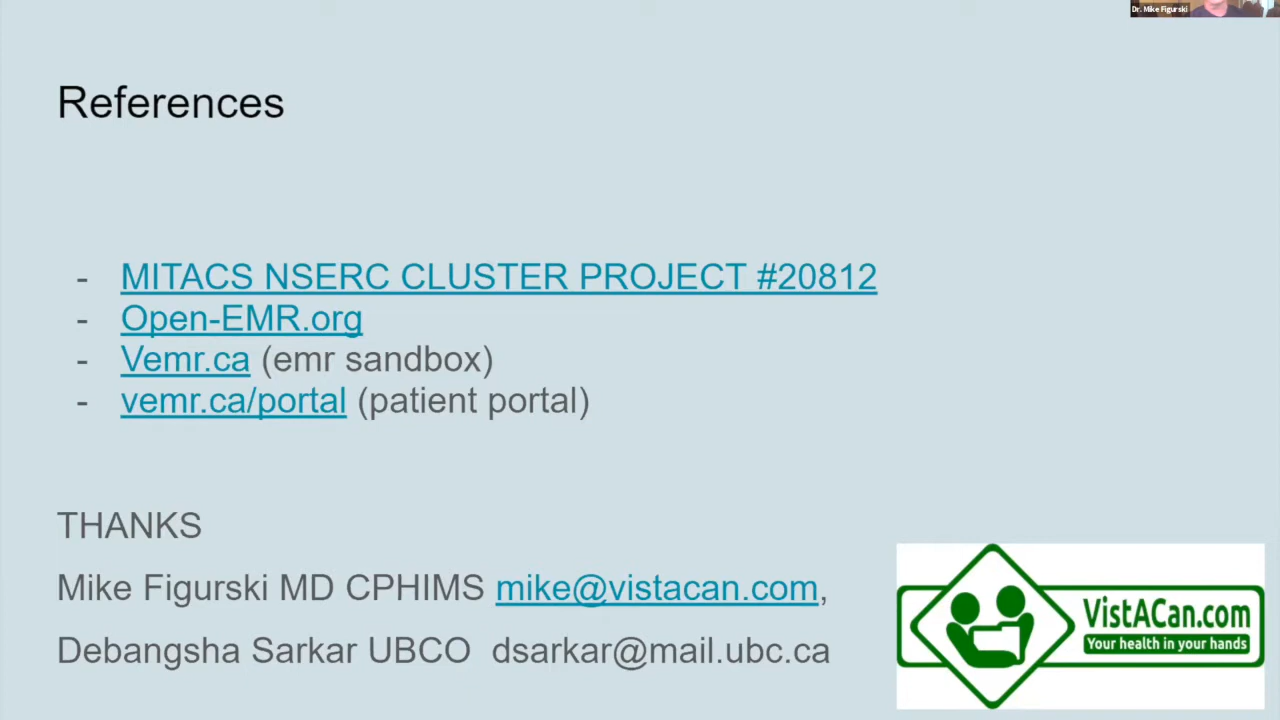 Dr. Mike Figurski
References
- MITACS NSERC CLUSTER PROJECT #20812
- Open-EMR.org
- Vemr.ca (emr sandbox)
- vemr.ca/portal (patient portal)
THANKS
Mike Figurski MD CPHIMS mike@vistacan.com,
Debangsha Sarkar UBCO dsarkar@mail.ubc.ca
VistACan.com
Your health in your hands